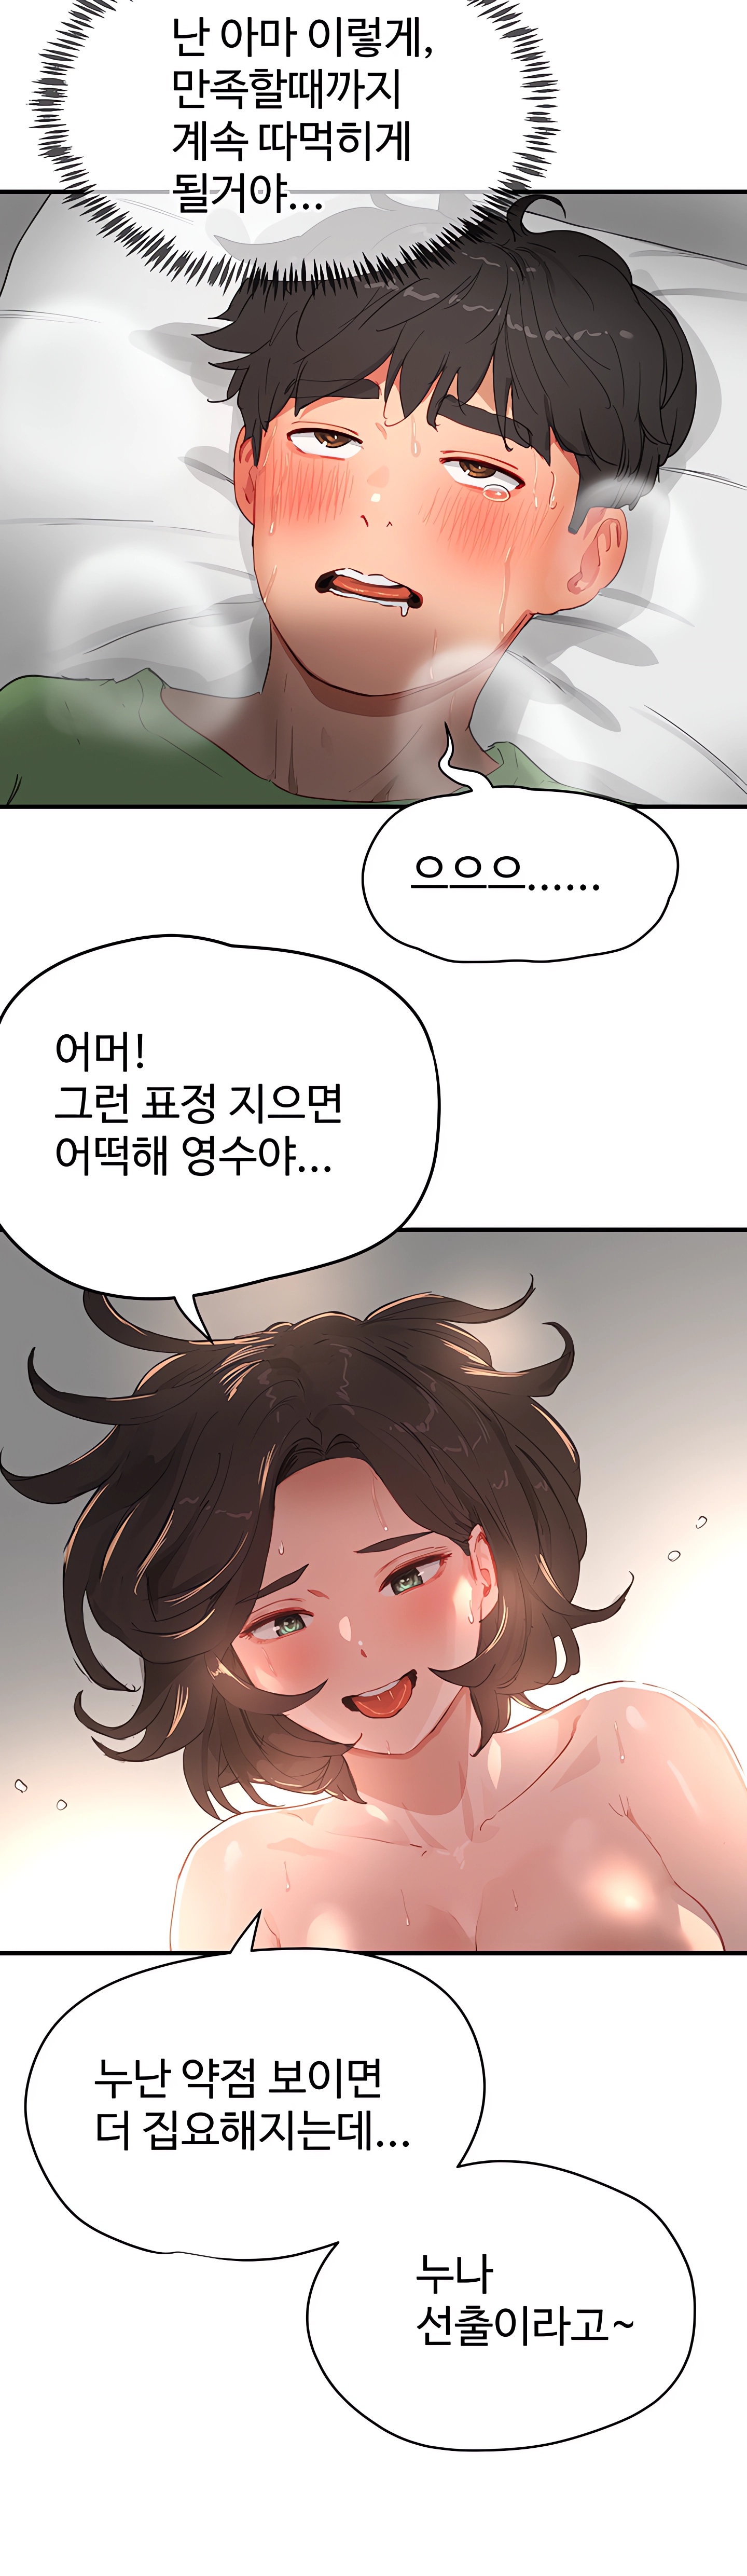 난 아마 이렇게,
만족할때까지
계속 따먹히게
될거야...
으으으......
어머!
그런 표정 지으면
어떡해 영수야...
누난 약점 보이면
더 집요해지는데...
누나
선출이라고~